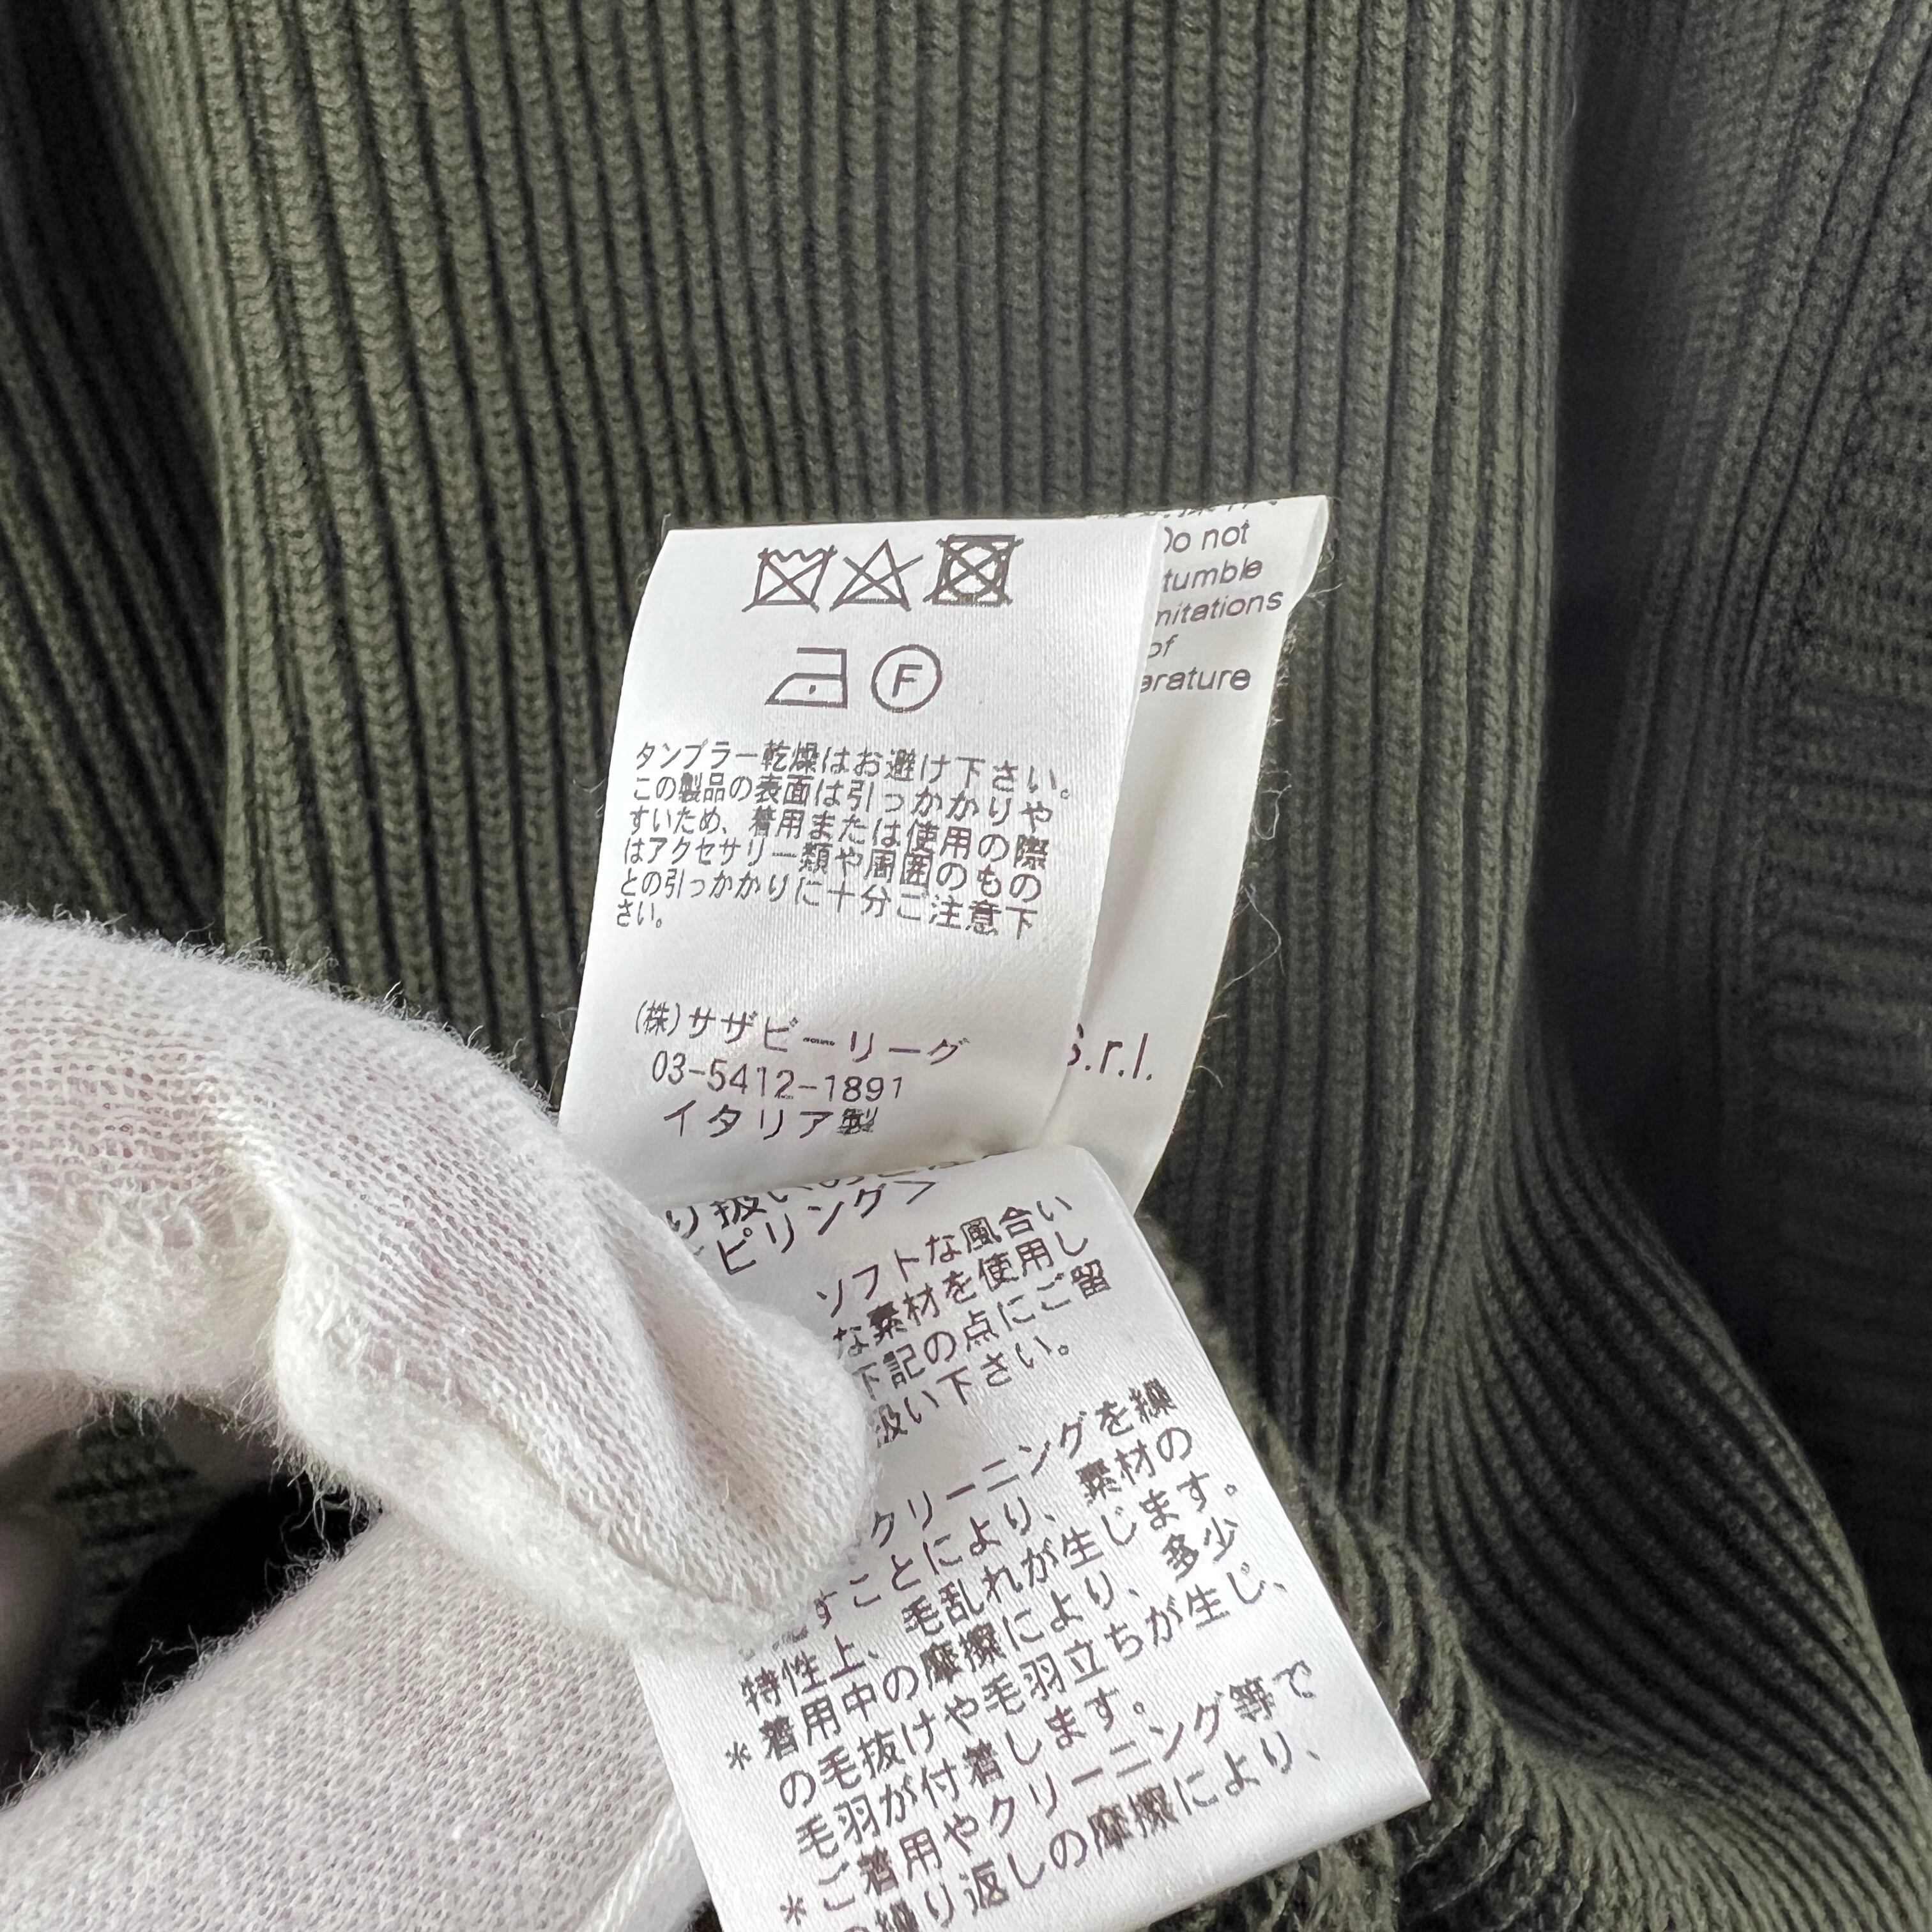 F
タンブラー乾燥はお避け下さい。
この製品の表面は引っかかりや
すいため、着用または使用の際
はアクセサリー類や周囲のもの
との引っかかりに十分ご注意下
さい。
(株)サザビーリーグ
03-5412-1891
イタリア製
Do not
tumble
of
S.r.l.
り扱い
ピリング>
ソフトな風合い
な素材を使用し
下記の点にご留
扱い下さい。
クリーニングを繰
すことにより、素材の
特性上、毛乱れが生じます。
*着用中の摩擦により、多少
の毛抜けや毛羽立ちが生じ、
毛羽が付着します。
*ご着用やクリーニング等で
の繰り返しの摩擦により、